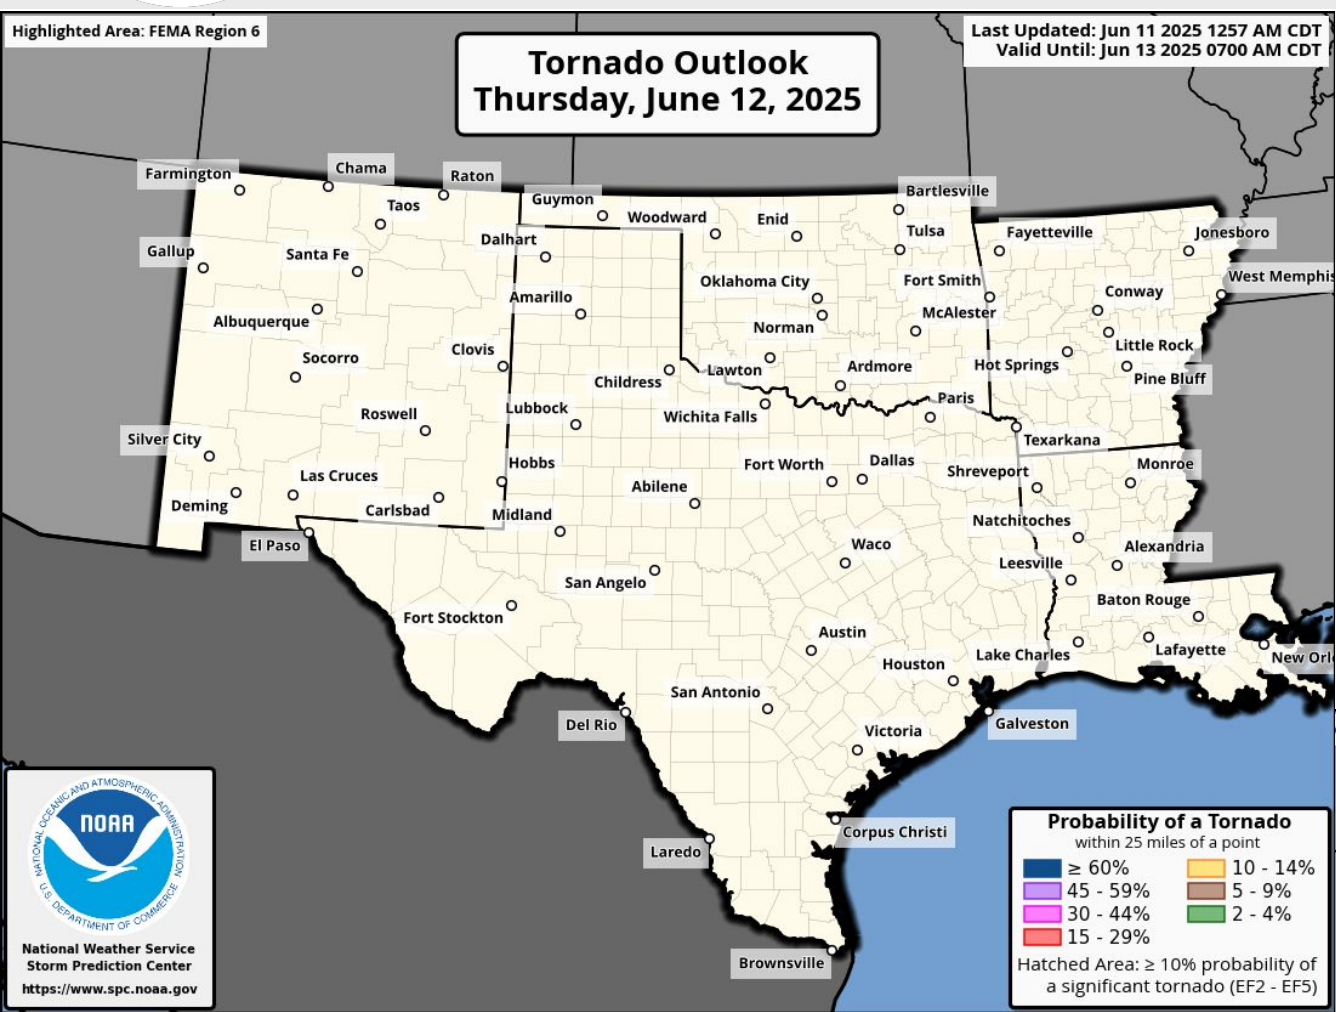 Highlighted Area: FEMA Region 6
Last Updated: Jun 11 2025 1257 AM CDT
Valid Until: Jun 13 2025 0700 AM CDT
Tornado Outlook
Thursday, June 12, 2025
Farmington
Chama
Raton
Taos
Guymon
Woodward
Enid
Bartlesville
Tulsa
Fayetteville
Jonesboro
Gallup
Santa Fe
Dalhart
Oklahoma City
Fort Smith
West Memphis
Amarillo
Conway
Albuquerque
Norman
McAlester
Little Rock
Socorro
Clovis
Childress
Lawton
Ardmore
Hot Springs
Pine Bluff
Roswell
Lubbock
Wichita Falls
Paris
Silver City
Texarkana
Las Cruces
Hobbs
Fort Worth
Dallas
Shreveport
Monroe
Deming
Carlsbad
Midland
Abilene
Natchitoches
El Paso
San Angelo
Waco
Leesville
Alexandria
Fort Stockton
Baton Rouge
Austin
Houston
Lake Charles
Lafayette
New Orl
San Antonio
Del Rio
Victoria
Galveston
Laredo
Corpus Christi
Brownsville
NATIONAL OCEANIC AND ATMOSPHERIC ADMINISTRATION
NOAA
U.S. DEPARTMENT OF COMMERCE
National Weather Service
Storm Prediction Center
https://www.spc.noaa.gov
Probability of a Tornado
within 25 miles of a point
≥ 60%
10 - 14%
45 - 59%
5 - 9%
30 - 44%
2 - 4%
15 - 29%
Hatched Area: ≥ 10% probability of
a significant tornado (EF2 - EF5)